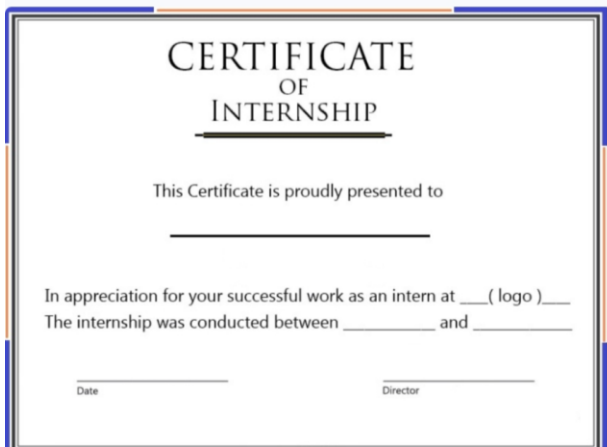 CERTIFICATE
OF
INTERNSHIP
This Certificate is proudly presented to
In appreciation for your successful work as an intern at ___( logo )___
The internship was conducted between __________ and ___________
Date
Director